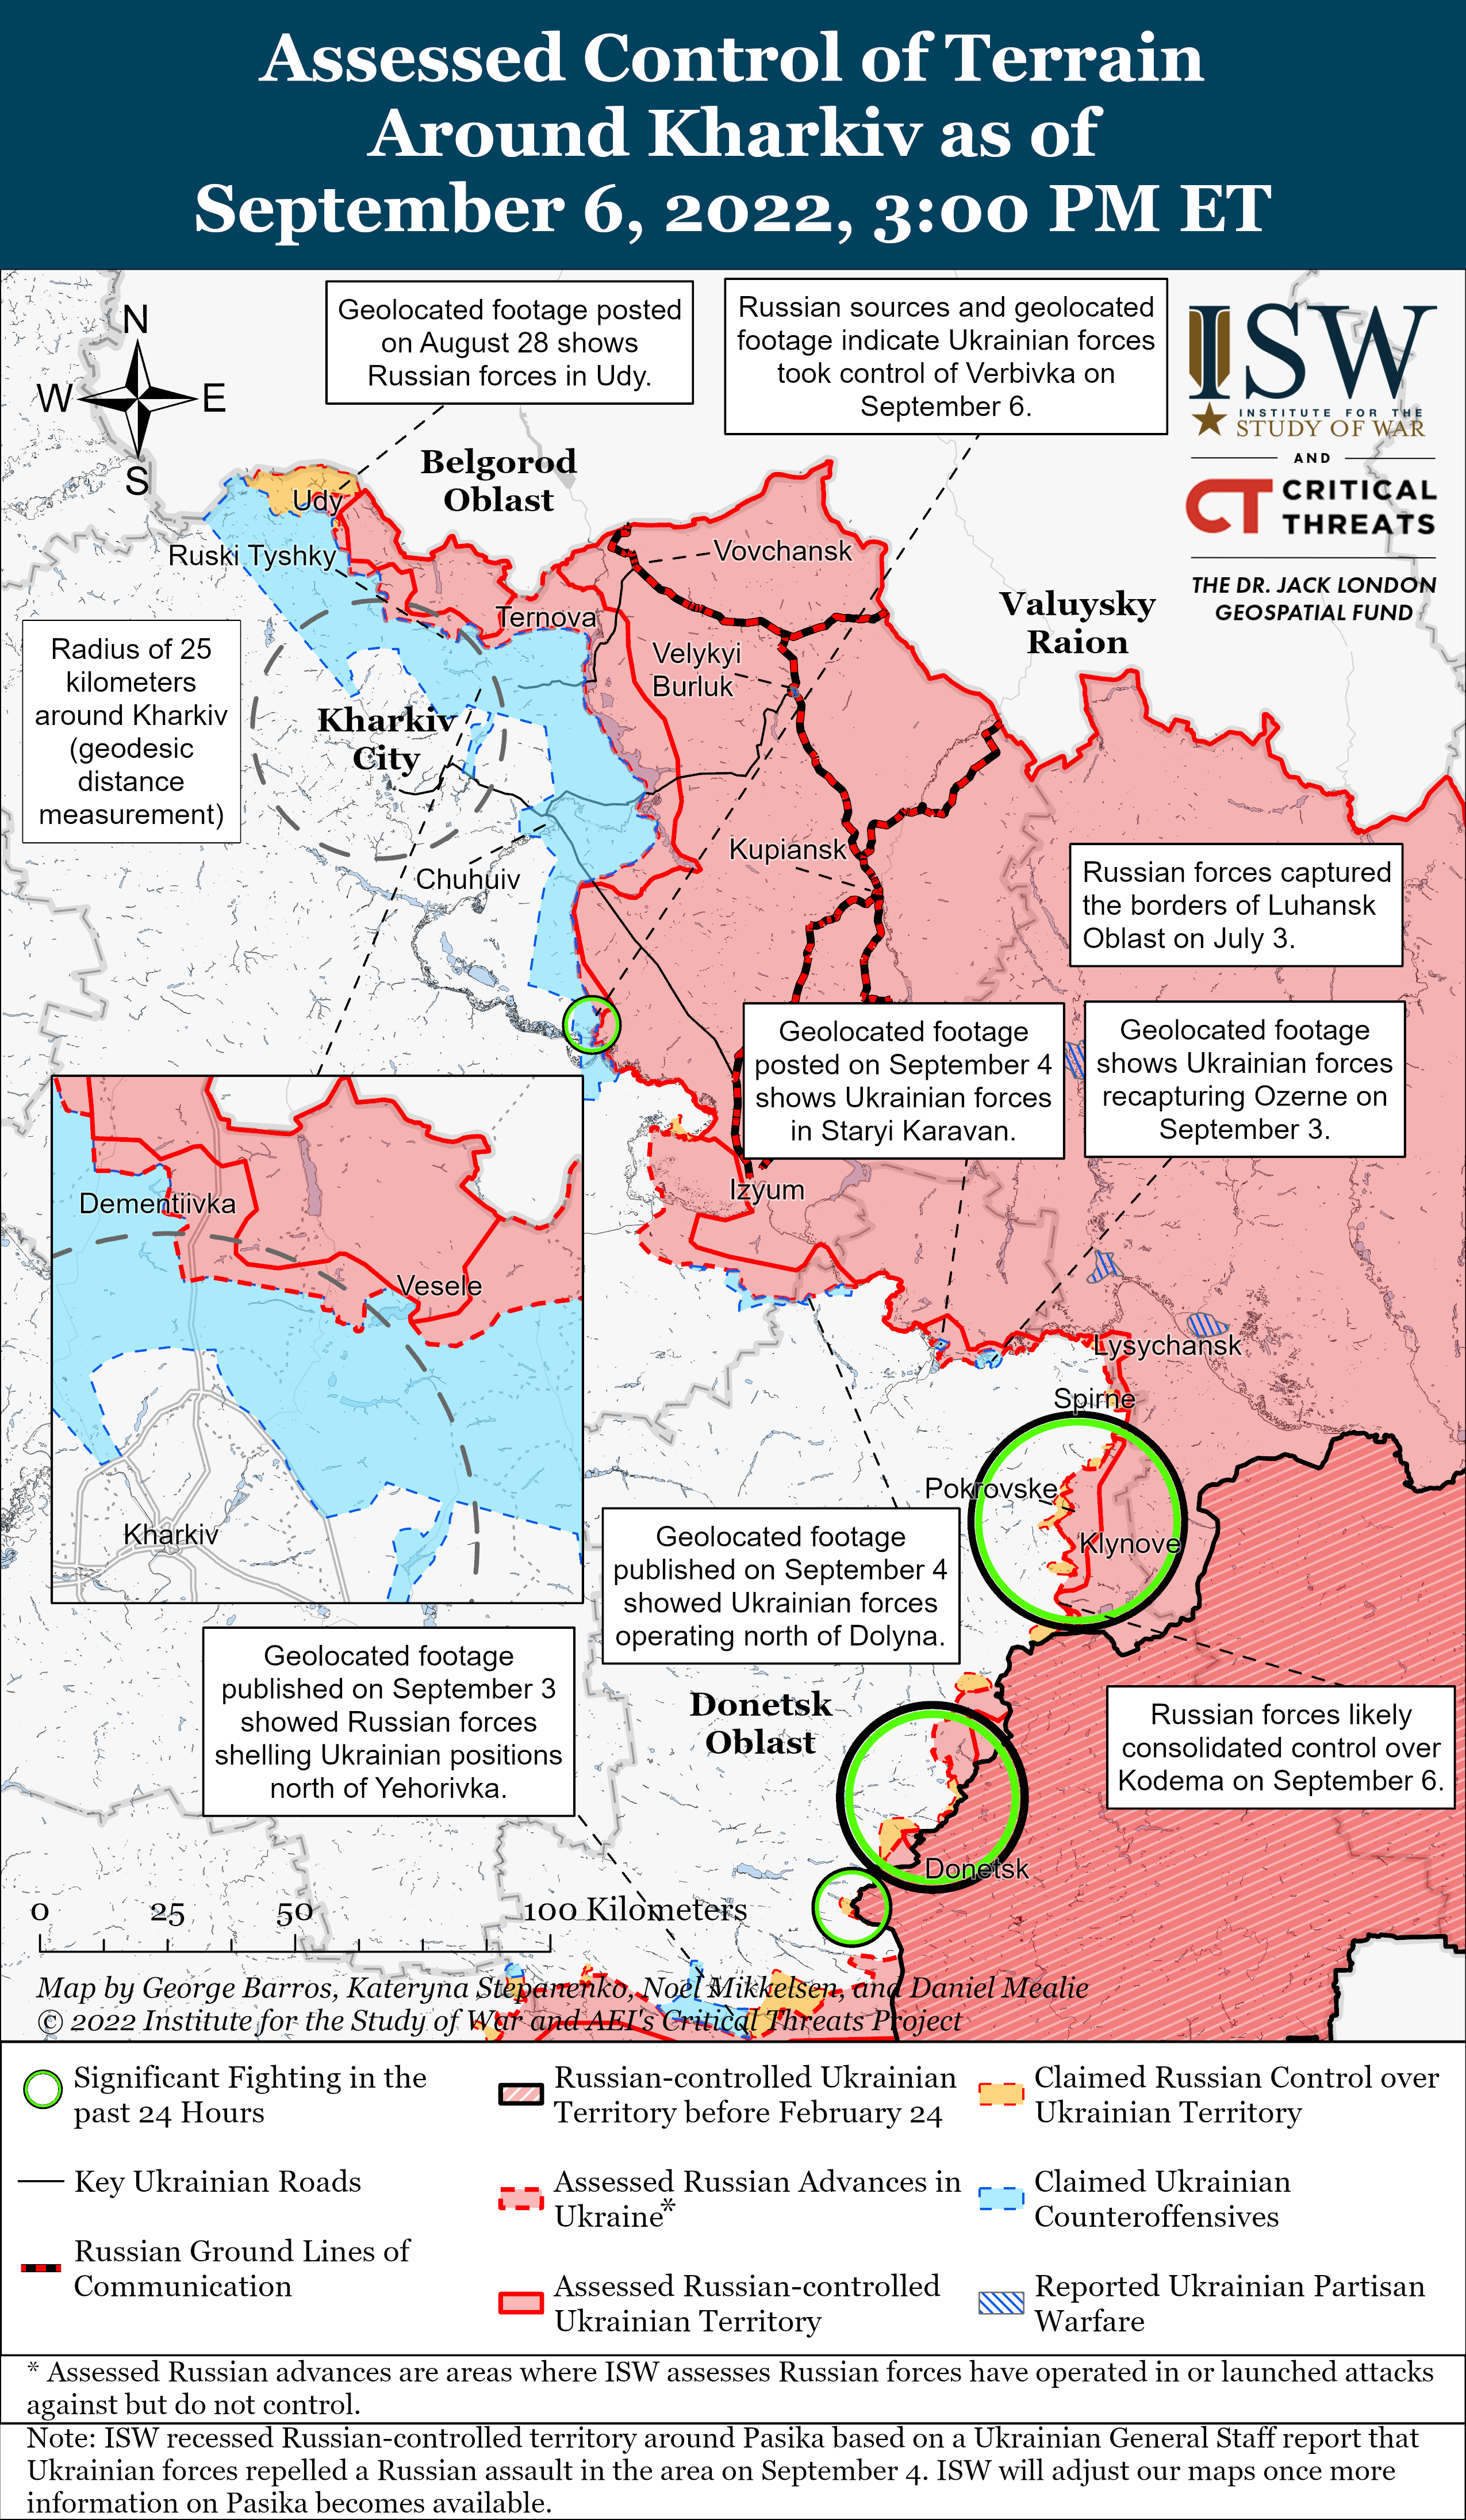 Assessed Control of Terrain
Around Kharkiv as of
September 6, 2022, 3:00 PM ET
N
W
E
S
Geolocated footage posted
on August 28 shows
Russian forces in Udy.
Russian sources and geolocated
footage indicate Ukrainian forces
took control of Verbivka on
September 6.
ISW
INSTITUTE FOR THE
STUDY OF WAR
AND
CT CRITICAL
THREATS
THE DR. JACK LONDON
GEOSPATIAL FUND
Belgorod
Oblast
Udy
Ruski Tyshky
Vovchansk
Ternova
Valuysky
Raion
Radius of 25
kilometers
around Kharkiv
(geodesic
distance
measurement)
Velykyi
Burluk
Kharkiv
City
Kupiansk
Chuhuiv
Russian forces captured
the borders of Luhansk
Oblast on July 3.
Geolocated footage
posted on September 4
shows Ukrainian forces
in Staryi Karavan.
Geolocated footage
shows Ukrainian forces
recapturing Ozerne on
September 3.
Izyum
Dementiivka
Vesele
Kharkiv
Lysychansk
Spirne
Pokrovske
Klynove
Geolocated footage
published on September 4
showed Ukrainian forces
operating north of Dolyna.
Geolocated footage
published on September 3
showed Russian forces
shelling Ukrainian positions
north of Yehorivka.
Donetsk
Oblast
Russian forces likely
consolidated control over
Kodema on September 6.
Donetsk
0 25 50 100 Kilometers
Map by George Barros, Kateryna Stepanenko, Noel Mikkelsen, and Daniel Mealie
© 2022 Institute for the Study of War and AEI's Critical Threats Project
Significant Fighting in the
past 24 Hours
Key Ukrainian Roads
Russian Ground Lines of
Communication
Russian-controlled Ukrainian
Territory before February 24
Assessed Russian Advances in
Ukraine*
Assessed Russian-controlled
Ukrainian Territory
Claimed Russian Control over
Ukrainian Territory
Claimed Ukrainian
Counteroffensives
Reported Ukrainian Partisan
Warfare
* Assessed Russian advances are areas where ISW assesses Russian forces have operated in or launched attacks
against but do not control.
Note: ISW recessed Russian-controlled territory around Pasika based on a Ukrainian General Staff report that
Ukrainian forces repelled a Russian assault in the area on September 4. ISW will adjust our maps once more
information on Pasika becomes available.